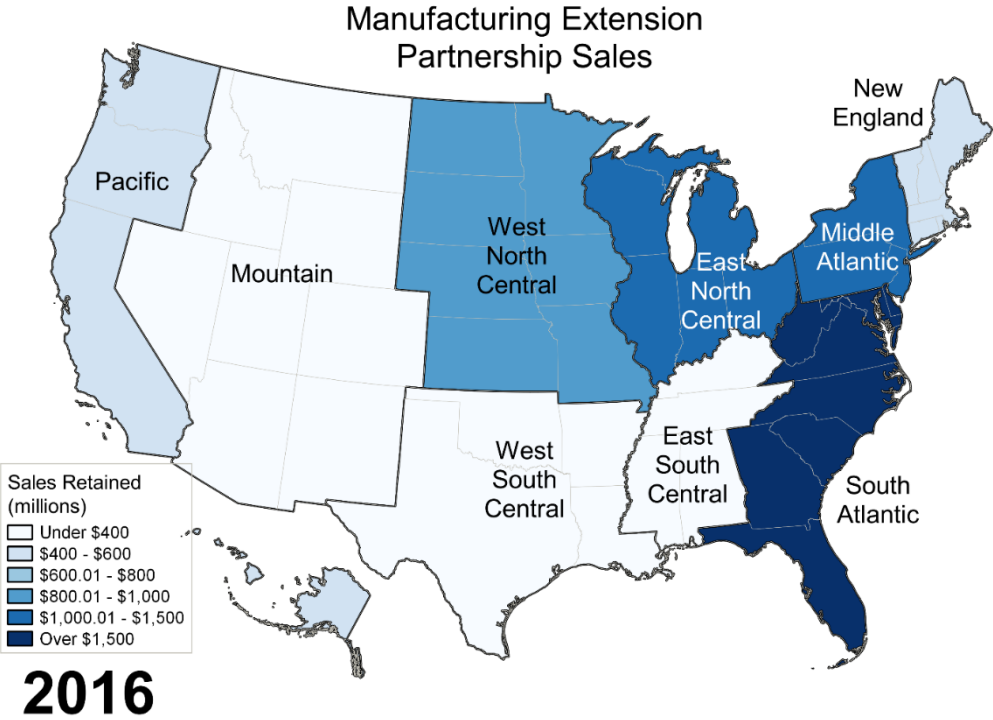 Manufacturing Extension
Partnership Sales
New
England
Pacific
West
North
Central
Middle
Atlantic
Mountain
East
North
Central
West
South
Central
East
South
Central
South
Atlantic
Sales Retained
(millions)
Under $400
$400 - $600
$600.01 - $800
$800.01 - $1,000
$1,000.01 - $1,500
Over $1,500
2016